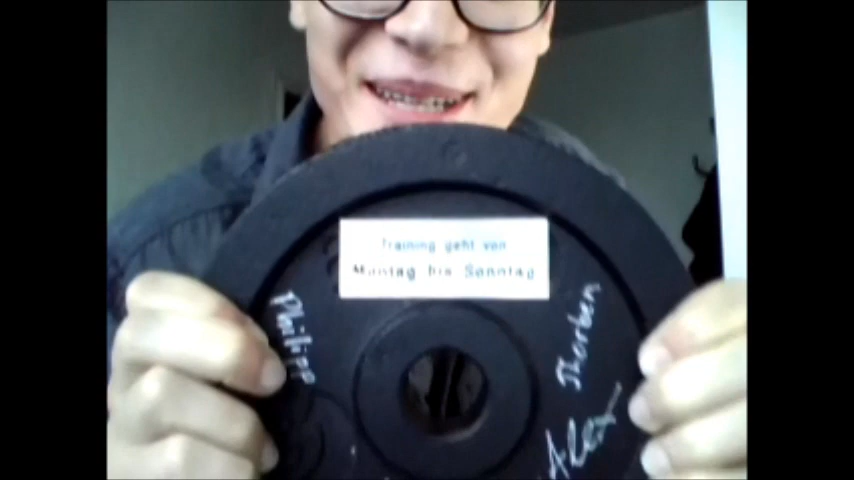 Training geht von
Montag bis Sonntag
Philipp
Thorben
Alex